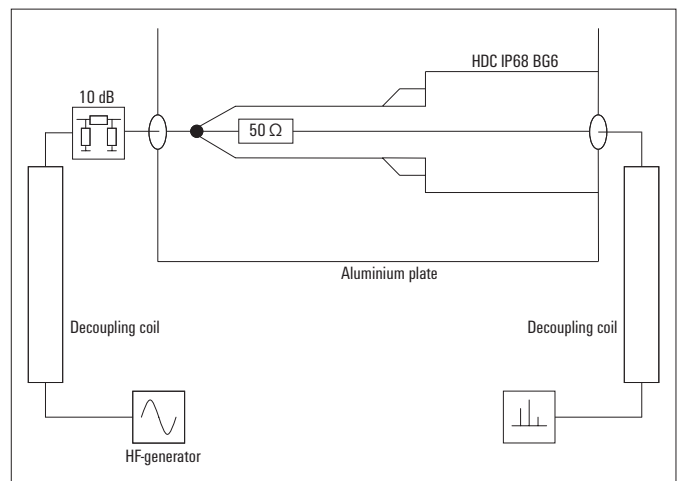 HDC IP68 BG6
10 dB
50 Ω
Aluminium plate
Decoupling coil
Decoupling coil
HF-generator